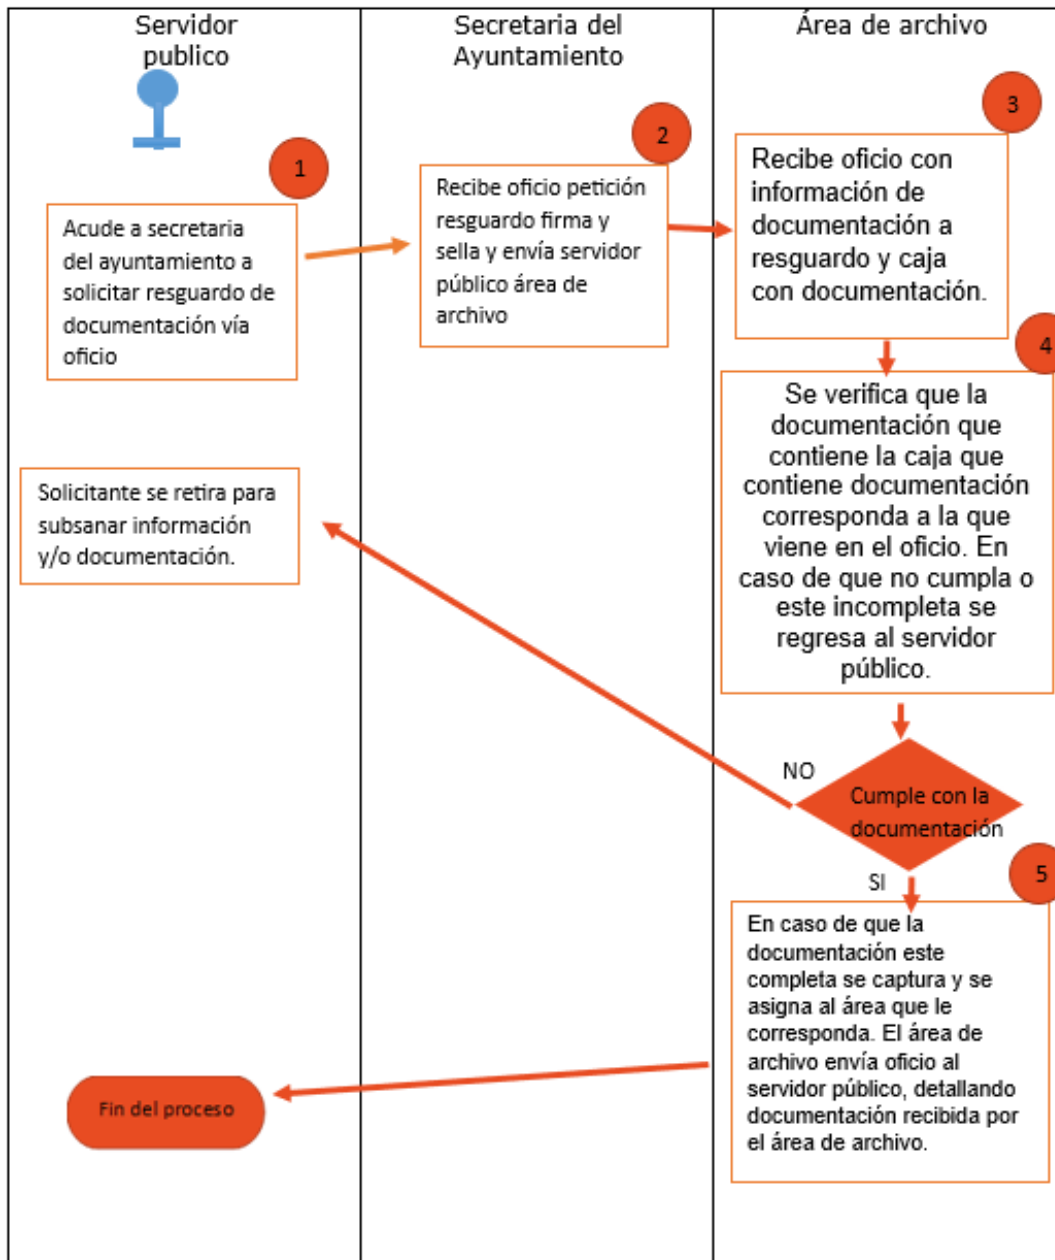 Servidor
publico
Secretaria del
Ayuntamiento
Área de archivo
1
Acude a secretaria
del ayuntamiento a
solicitar resguardo de
documentación vía
oficio
2
Recibe oficio petición
resguardo firma y
sella y envía servidor
público área de
archivo
3
Recibe oficio con
información de
documentación a
resguardo y caja
con documentación.
4
Se verifica que la
documentación que
contiene la caja que
contiene documentación
corresponda a la que
viene en el oficio. En
caso de que no cumpla o
este incompleta se
regresa al servidor
público.
Solicitante se retira para
subsanar información
y/o documentación.
NO
Cumple con la
documentación
SI
5
En caso de que la
documentación este
completa se captura y se
asigna al área que le
corresponda. El área de
archivo envía oficio al
servidor público, detallando
documentación recibida por
el área de archivo.
Fin del proceso